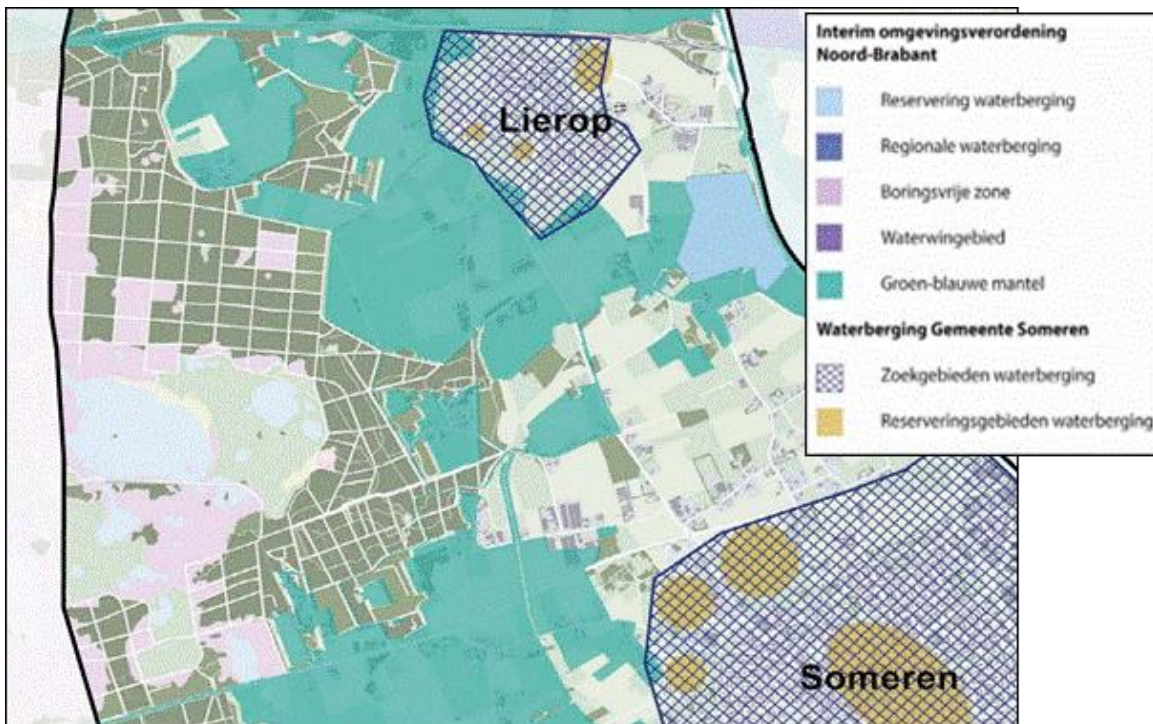 Interim omgevingsverordening
Noord-Brabant
Reservering waterberging
Regionale waterberging
Boringsvrije zone
Waterwingebied
Groen-blauwe mantel
Waterberging Gemeente Someren
Zoekgebieden waterberging
Reserveringsgebieden waterberging
Lierop
Someren